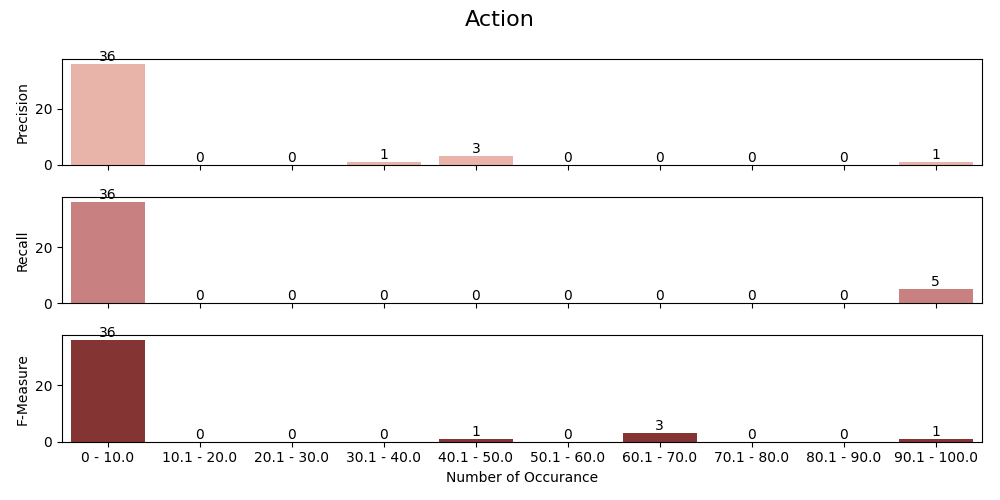 Action
36 0 0 1 3 0 0 0 0 1
20
0
Precision
36 0 0 0 0 0 0 0 0 5
20
0
Recall
36 0 0 0 1 0 3 0 0 1
20
0
F-Measure
0 - 10.0 10.1 - 20.0 20.1 - 30.0 30.1 - 40.0 40.1 - 50.0 50.1 - 60.0 60.1 - 70.0 70.1 - 80.0 80.1 - 90.0 90.1 - 100.0
Number of Occurance